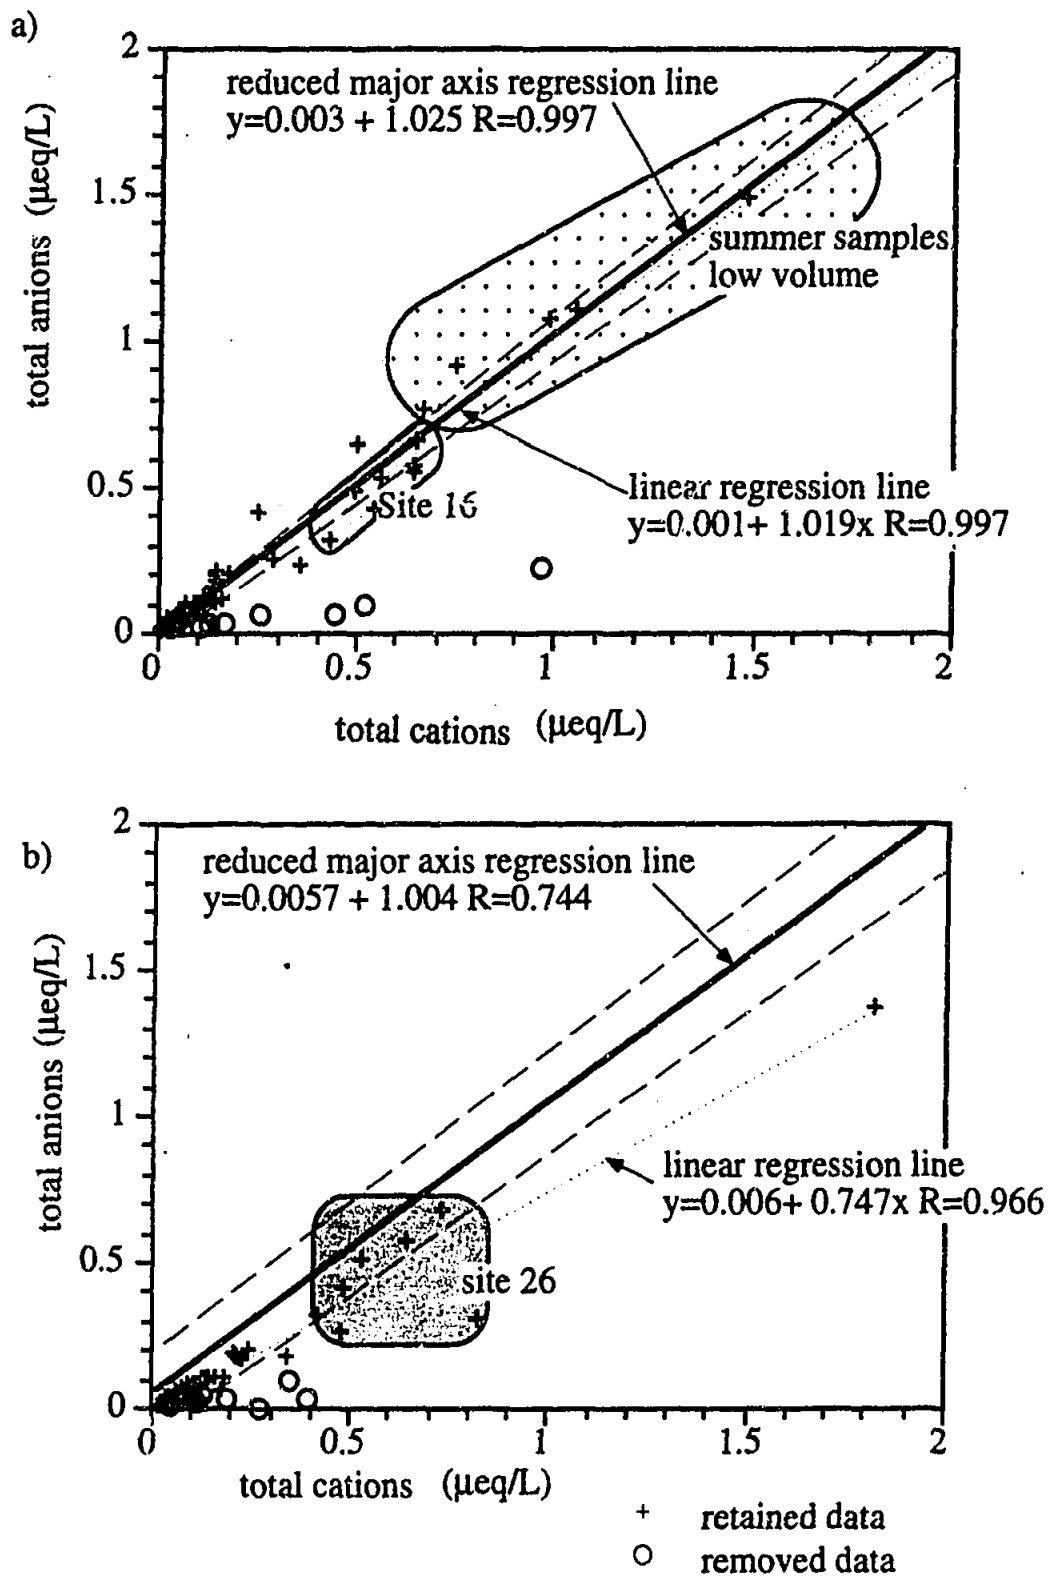 a)
2
reduced major axis regression line
y=0.003 + 1.025 R=0.997
1.5
summer samples
low volume
total anions (μeq/L)
1
0.5
Site 16
linear regression line
y=0.001+ 1.019x R=0.997
0
0 0.5 1 1.5 2
total cations (μeq/L)
b)
2
reduced major axis regression line
y=0.0057 + 1.004 R=0.744
1.5
total anions (μeq/L)
1
linear regression line
y=0.006+ 0.747x R=0.966
0.5
site 26
0
0 0.5 1 1.5 2
total cations (μeq/L)
+ retained data
O removed data